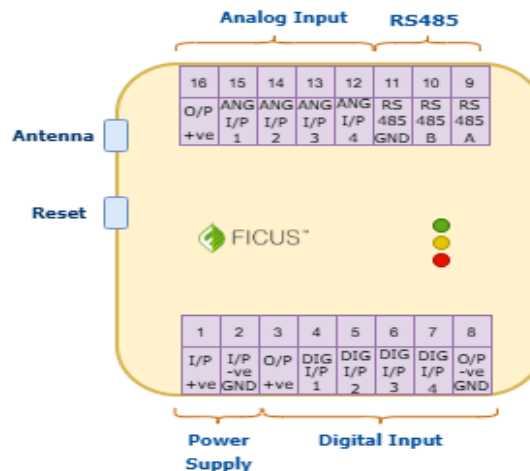 Analog Input RS485
16 15 14 13 12 11 10 9
O/P +ve
ANG I/P 1
ANG I/P 2
ANG I/P 3
ANG I/P 4
RS 485 GND
RS 485 B
RS 485 A
Antenna
Reset
FICUS™
1 2 3 4 5 6 7 8
I/P +ve
I/P -ve GND
O/P +ve
DIG I/P 1
DIG I/P 2
DIG I/P 3
DIG I/P 4
O/P -ve GND
Power Supply
Digital Input